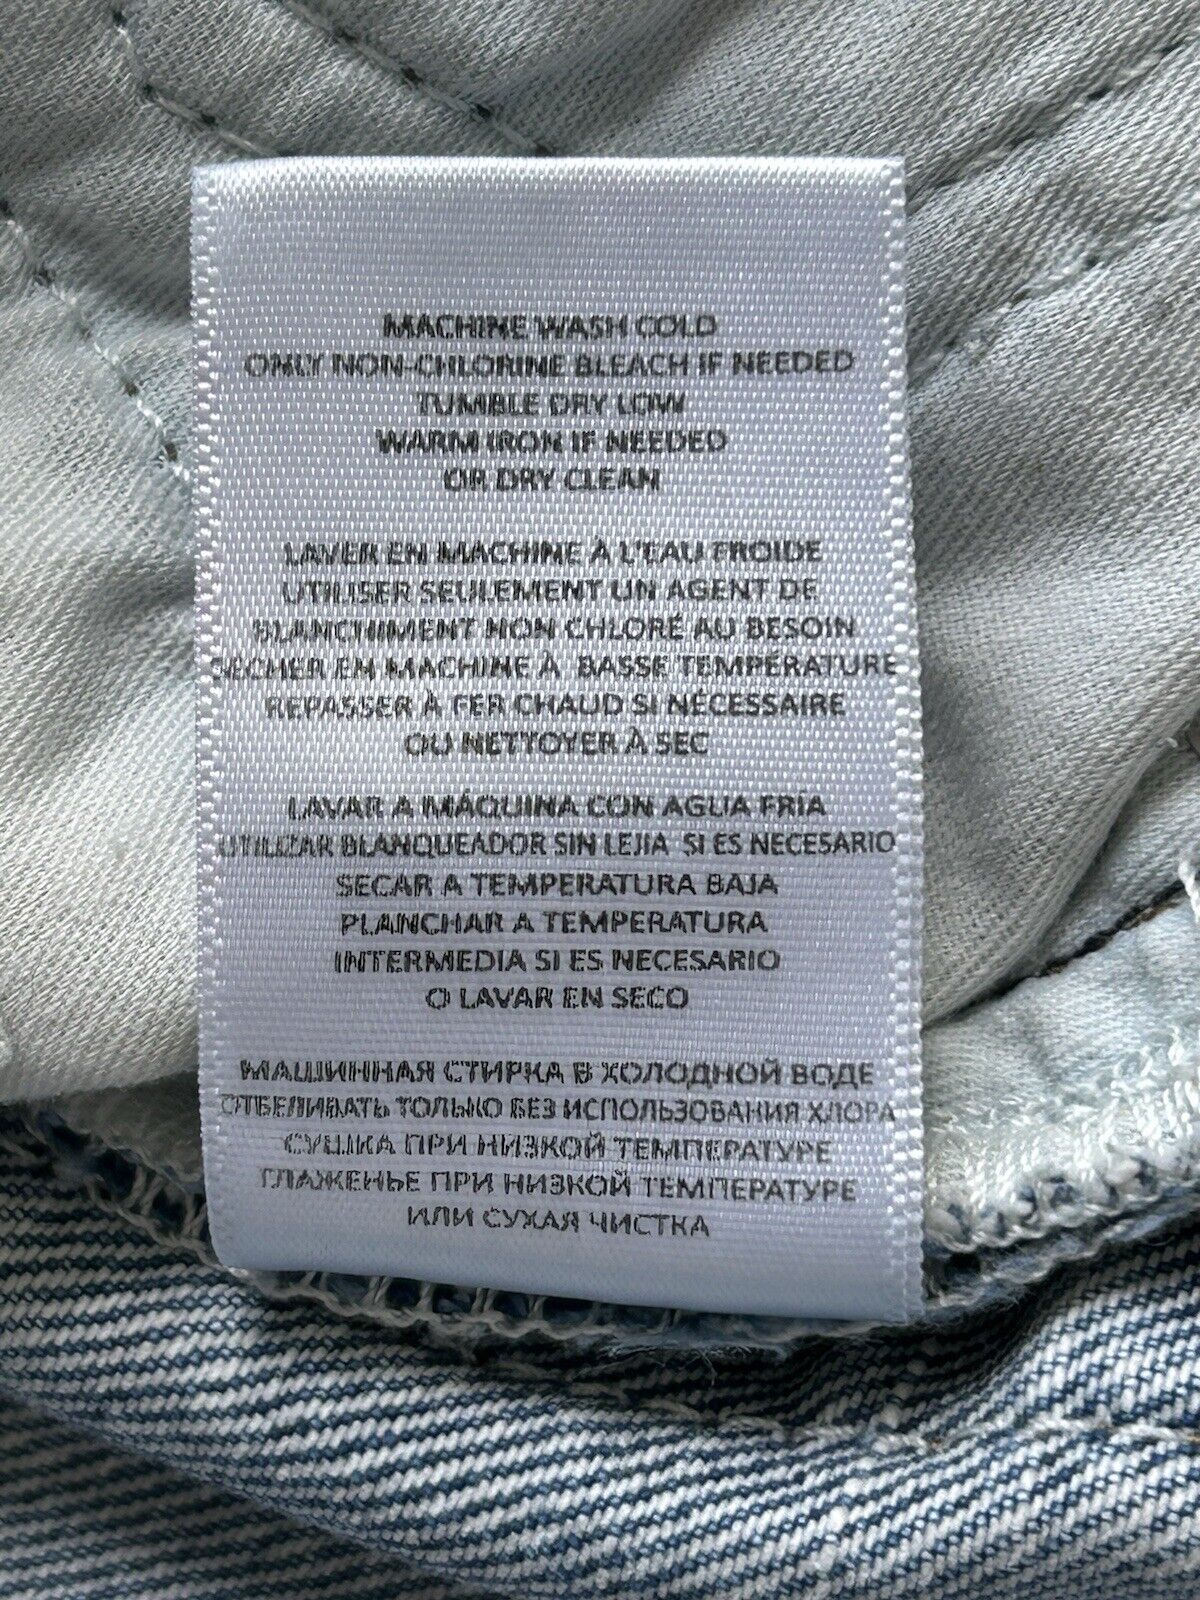 MACHINE WASH COLD
ONLY NON-CHLORINE BLEACH IF NEEDED
TUMBLE DRY LOW
WARM IRON IF NEEDED
OR DRY CLEAN
LAVER EN MACHINE À L'EAU FROIDE
UTILISER SEULEMENT UN AGENT DE
BLANCHIMENT NON CHLORÉ AU BESOIN
SÉCHER EN MACHINE À BASSE TEMPÉRATURE
REPASSER À FER CHAUD SI NÉCESSAIRE
OU NETTOYER À SEC
LAVAR A MÁQUINA CON AGUA FRÍA
UTILIZAR BLANQUEADOR SIN LEJIA SI ES NECESARIO
SECAR A TEMPERATURA BAJA
PLANCHAR A TEMPERATURA
INTERMEDIA SI ES NECESARIO
O LAVAR EN SECO
МАШИННАЯ СТИРКА В ХОЛОДНОЙ ВОДЕ
ОТБЕЛИВАТЬ ТОЛЬКО БЕЗ ИСПОЛЬЗОВАНИЯ ХЛОРА
СУШКА ПРИ НИЗКОЙ ТЕМПЕРАТУРЕ
ГЛАЖЕНЬЕ ПРИ НИЗКОЙ ТЕМПЕРАТУРЕ
ИЛИ СУХАЯ ЧИСТКА